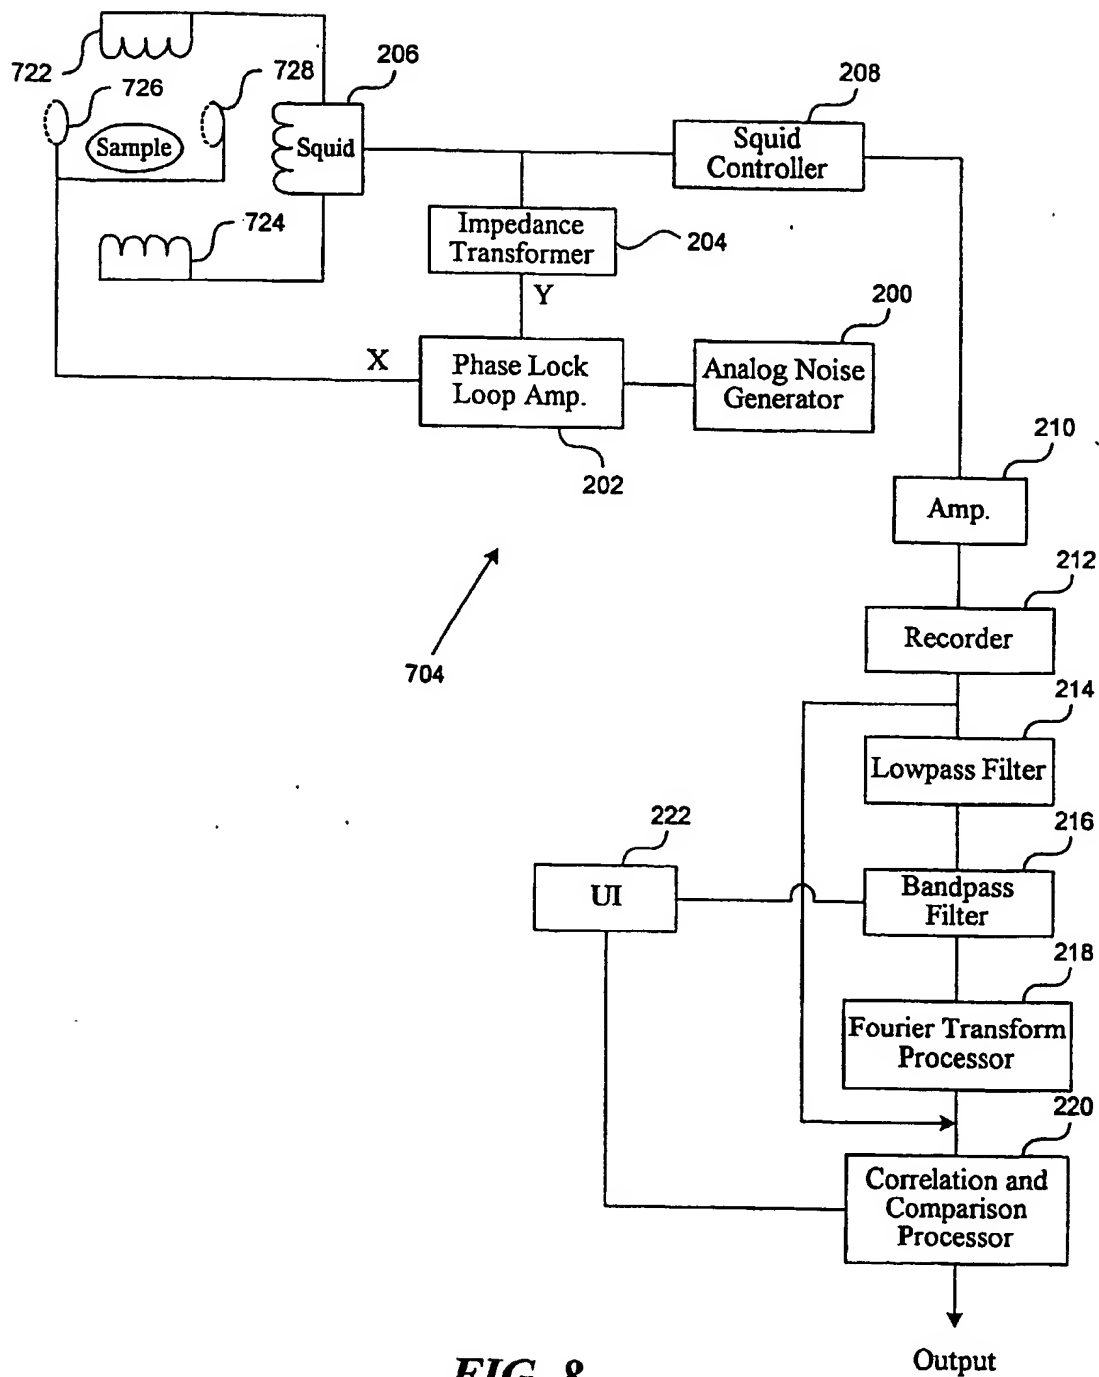 722
726
728
206
208
Sample
Squid
Squid
Controller
724
Impedance
Transformer
204
Y
200
X
Phase Lock
Loop Amp.
Analog Noise
Generator
202
210
Amp.
704
212
Recorder
214
Lowpass Filter
222
216
UI
Bandpass
Filter
218
Fourier Transform
Processor
220
Correlation and
Comparison
Processor
Output
FIG. 8